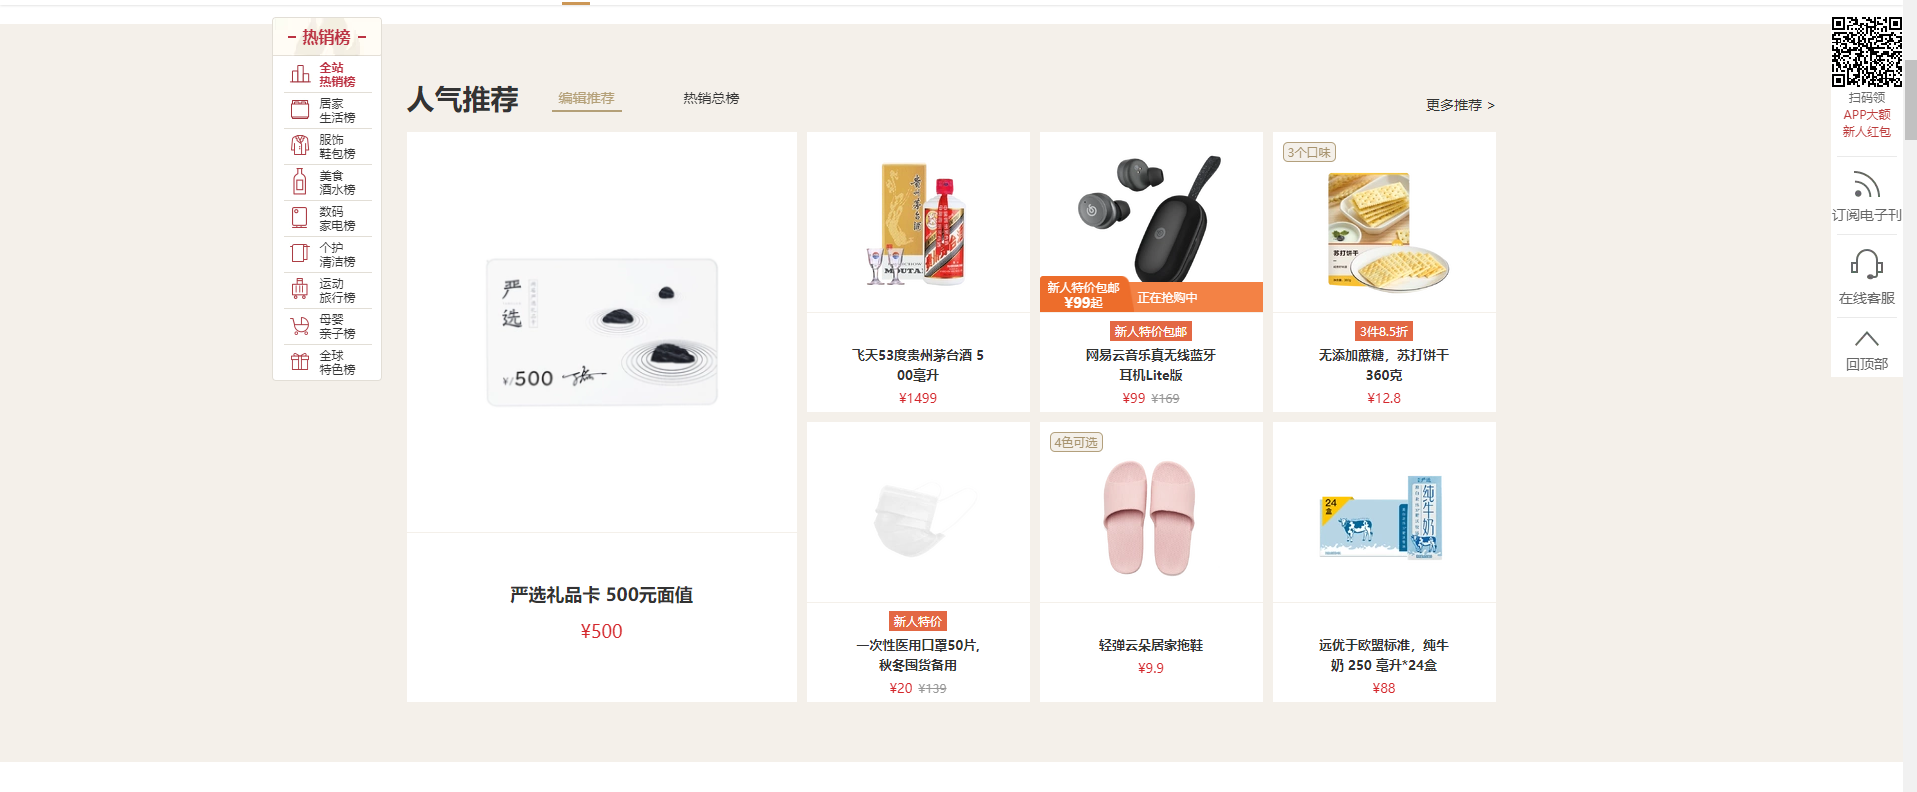 热销榜
全站
热销榜
居家
生活榜
服饰
鞋包榜
美食
酒水榜
数码
家电榜
个护
清洁榜
运动
旅行榜
母婴
亲子榜
全球
特色榜
人气推荐
编辑推荐
热销总榜
更多推荐 >
严选
¥/500
严选礼品卡 500元面值
¥500
贵州茅台酒
MOUTA
飞天53度贵州茅台酒 5
00毫升
¥1499
新人特价包邮
¥99起
正在抢购中
新人特价包邮
网易云音乐真无线蓝牙
耳机Lite版
¥99 ¥169
3个口味
苏打饼干
3件8.5折
无添加蔗糖，苏打饼干
360克
¥12.8
新人特价
一次性医用口罩50片,
秋冬囤货备用
¥20 ¥139
4色可选
轻弹云朵居家拖鞋
¥9.9
24
盒
纯牛奶
远优于欧盟标准，纯牛
奶 250 毫升*24盒
¥88
扫码领
APP大额
新人红包
订阅电子刊
在线客服
回顶部